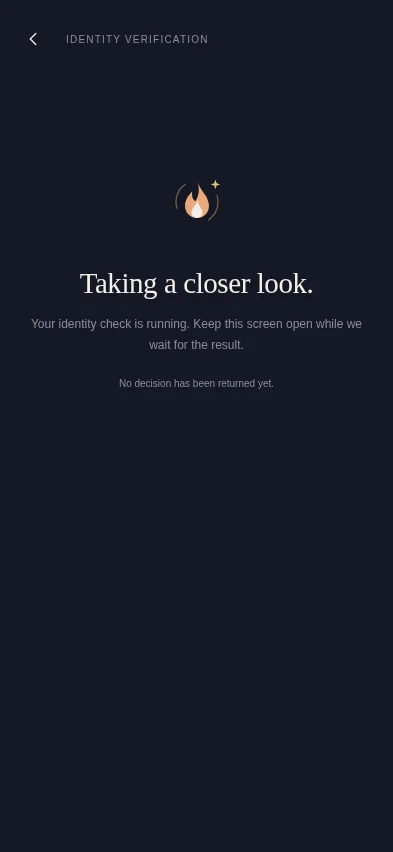 IDENTITY VERIFICATION
Taking a closer look.
Your identity check is running. Keep this screen open while we
wait for the result.
No decision has been returned yet.